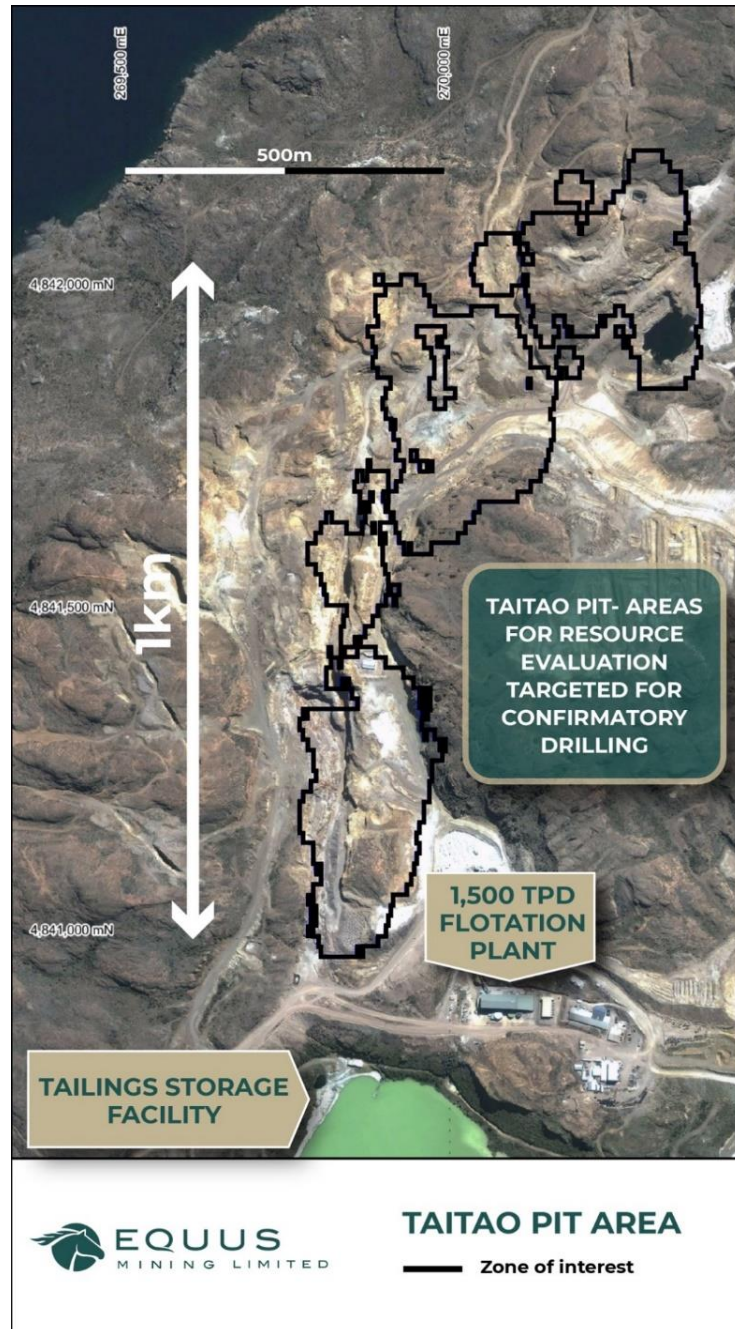 269,500 mE
270,000 mE
500m
4,842,000 mN
1km
4,841,500 mN
TAITAO PIT- AREAS
FOR RESOURCE
EVALUATION
TARGETED FOR
CONFIRMATORY
DRILLING
1,500 TPD
FLOTATION
PLANT
4,841,000 mN
TAILINGS STORAGE
FACILITY
EQUUS
MINING LIMITED
TAITAO PIT AREA
Zone of interest